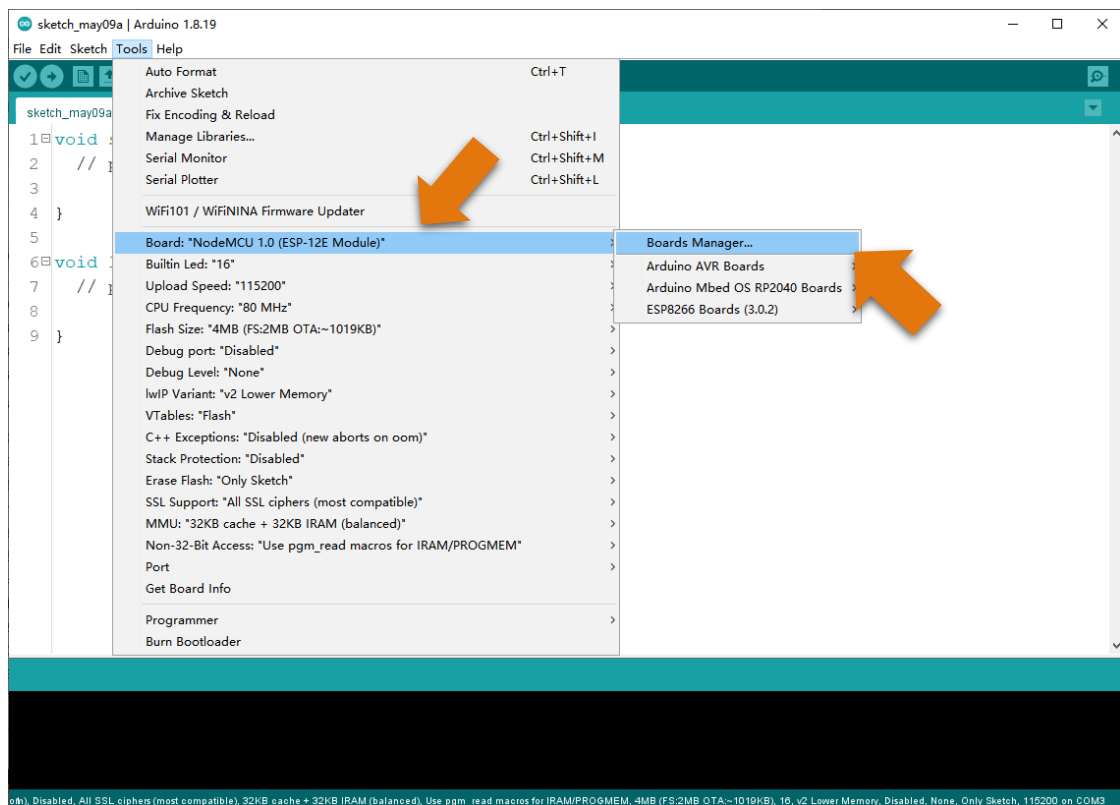 sketch_may09a | Arduino 1.8.19
File Edit Sketch Tools Help
sketch_may09a
Auto Format Ctrl+T
Archive Sketch
Fix Encoding & Reload
Manage Libraries... Ctrl+Shift+I
Serial Monitor Ctrl+Shift+M
Serial Plotter Ctrl+Shift+L
WiFi101 / WiFiNINA Firmware Updater
Board: "NodeMCU 1.0 (ESP-12E Module)"
Builtin Led: "16"
Upload Speed: "115200"
CPU Frequency: "80 MHz"
Flash Size: "4MB (FS:2MB OTA:~1019KB)"
Debug port: "Disabled"
Debug Level: "None"
lwIP Variant: "v2 Lower Memory"
VTables: "Flash"
C++ Exceptions: "Disabled (new aborts on oom)"
Stack Protection: "Disabled"
Erase Flash: "Only Sketch"
SSL Support: "All SSL ciphers (most compatible)"
MMU: "32KB cache + 32KB IRAM (balanced)"
Non-32-Bit Access: "Use pgm_read macros for IRAM/PROGMEM"
Port
Get Board Info
Programmer
Burn Bootloader
Boards Manager...
Arduino AVR Boards
Arduino Mbed OS RP2040 Boards
ESP8266 Boards (3.0.2)
1 void
2 //
3
4 }
5
6 void
7 //
8
9 }
Disabled, All SSL ciphers (most compatible), 32KB cache + 32KB IRAM (balanced), Use pgm_read macros for IRAM/PROGMEM, 4MB (FS:2MB OTA:~1019KB), 16, v2 Lower Memory, Disabled, None, Only Sketch, 115200 on COM3